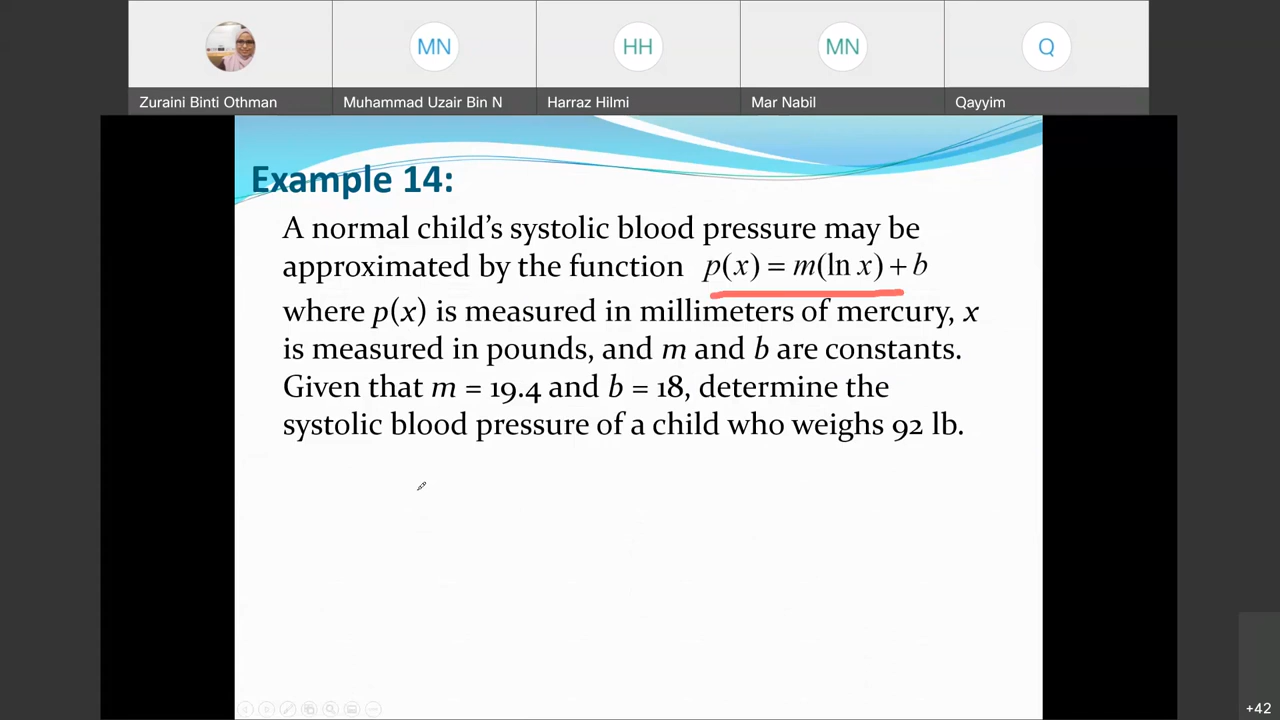 MN
HH
MN
Q
Zuraini Binti Othman
Muhammad Uzair Bin N
Harraz Hilmi
Mar Nabil
Qayyim
Example 14:
A normal child's systolic blood pressure may be
approximated by the function p(x) = m(ln x) + b
where p(x) is measured in millimeters of mercury, x
is measured in pounds, and m and b are constants.
Given that m = 19.4 and b = 18, determine the
systolic blood pressure of a child who weighs 92 lb.
+42